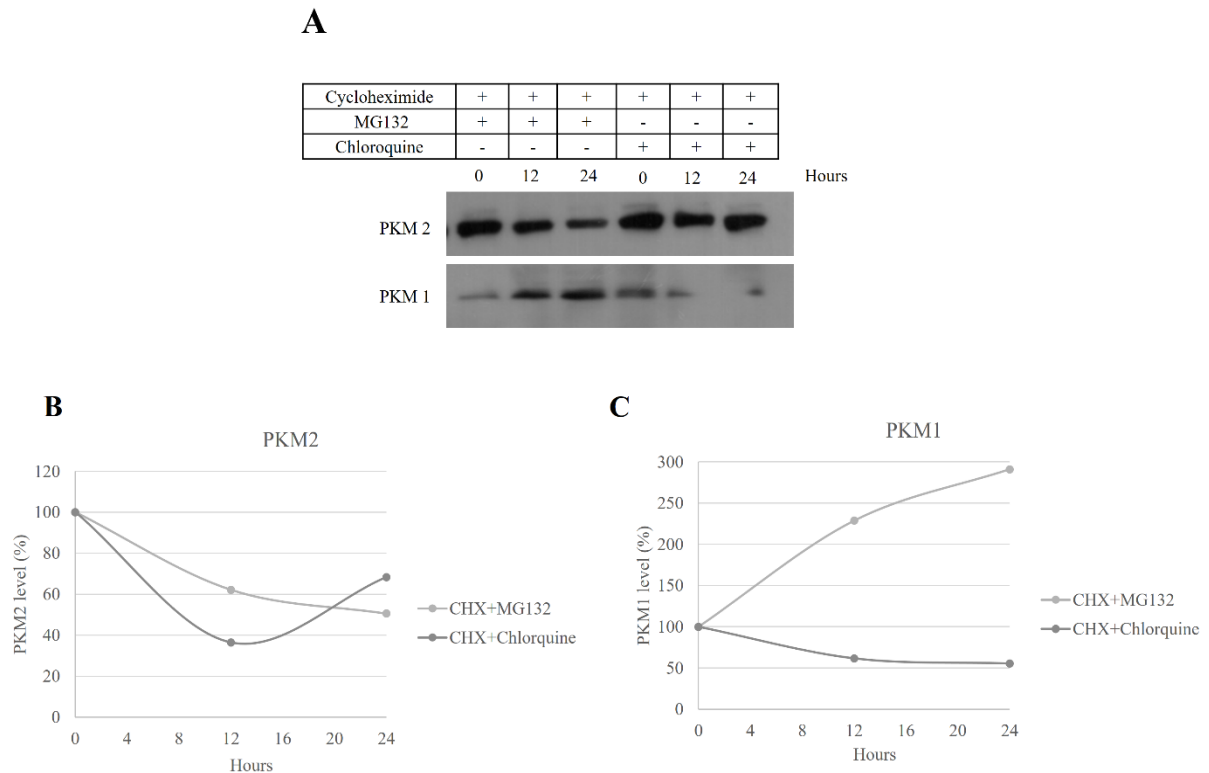 A
Cycloheximide + + + + + +
MG132 + + + - - -
Chloroquine - - - + + +
0 12 24 0 12 24 Hours
PKM 2
PKM 1
B
PKM2
120
100
80
60
40
20
0
PKM2 level (%)
0 4 8 12 16 20 24
Hours
CHX+MG132
CHX+Chlorquine
C
PKM1
300
250
200
150
100
50
0
PKM1 level (%)
0 4 8 12 16 20 24
Hours
CHX+MG132
CHX+Chlorquine